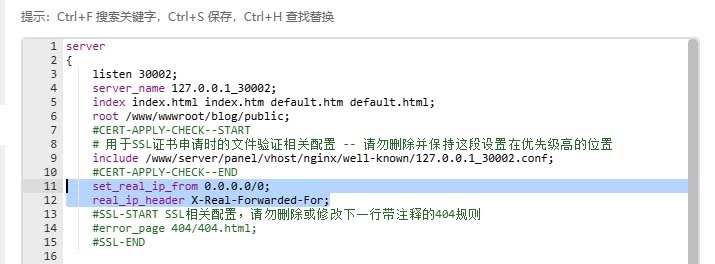 提示：Ctrl+F 搜索关键字，Ctrl+S 保存，Ctrl+H 查找替换
1 server
2 {
3 listen 30002;
4 server_name 127.0.0.1_30002;
5 index index.html index.htm default.htm default.html;
6 root /www/wwwroot/blog/public;
7 #CERT-APPLY-CHECK--START
8 # 用于SSL证书申请时的文件验证相关配置 -- 请勿删除并保持这段设置在优先级高的位置
9 include /www/server/panel/vhost/nginx/well-known/127.0.0.1_30002.conf;
10 #CERT-APPLY-CHECK--END
11 set_real_ip_from 0.0.0.0/0;
12 real_ip_header X-Real-Forwarded-For;
13 #SSL-START SSL相关配置，请勿删除或修改下一行带注释的404规则
14 #error_page 404/404.html;
15 #SSL-END
16